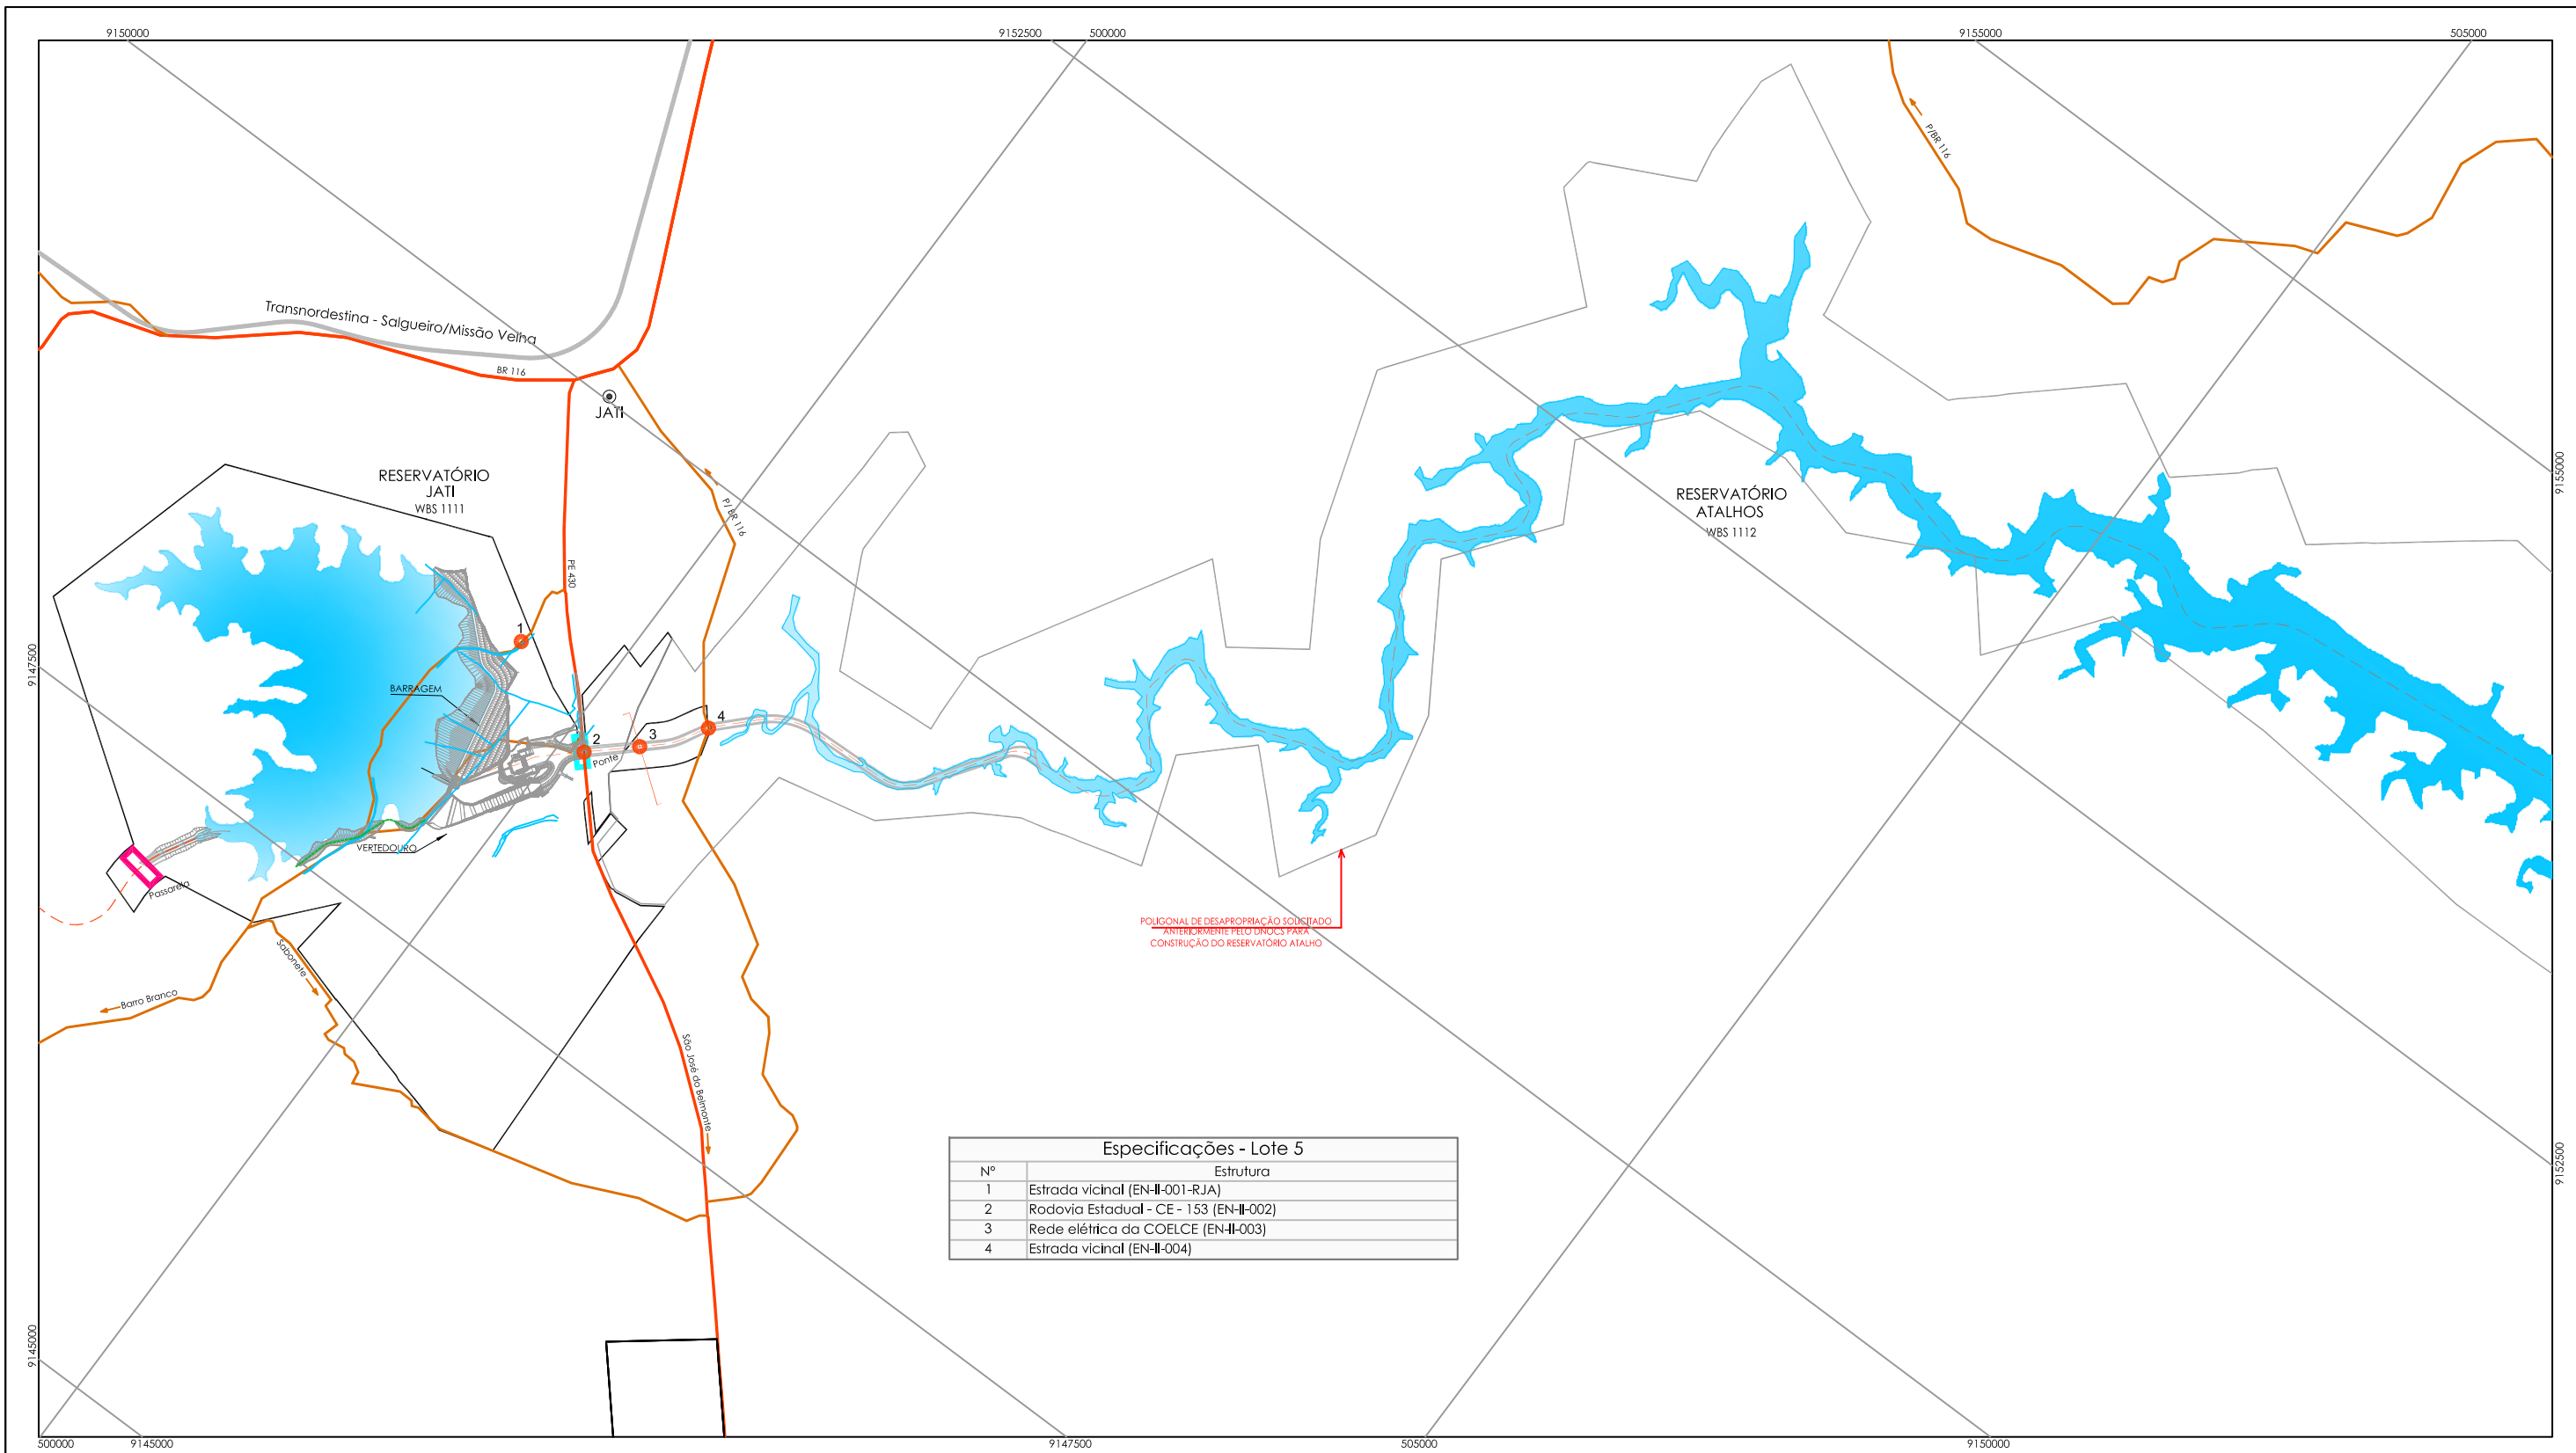 9150000
9152500
500000
9155000
505000
P/BR 116
Transnordestina - Salgueiro/Missão Velha
BR 116
JATI
RESERVATÓRIO
JATI
WBS 1111
P/ BR 116
PE 430
RESERVATÓRIO
ATALHOS
WBS 1112
9155000
9147500
1
BARRAGEM
2
Ponte
3
4
VERTEDOURO
Passarela
POLIGONAL DE DESAPROPRIAÇÃO SOLICITADO
ANTERIORMENTE PELO DNOCS PARA
CONSTRUÇÃO DO RESERVATÓRIO ATALHO
Sabonete
Barro Branco
São José do Belmonte
Especificações - Lote 5
Nº Estrutura
1 Estrada vicinal (EN-II-001-RJA)
2 Rodovia Estadual - CE - 153 (EN-II-002)
3 Rede elétrica da COELCE (EN-II-003)
4 Estrada vicinal (EN-II-004)
9152500
9145000
500000
9145000
9147500
505000
9150000